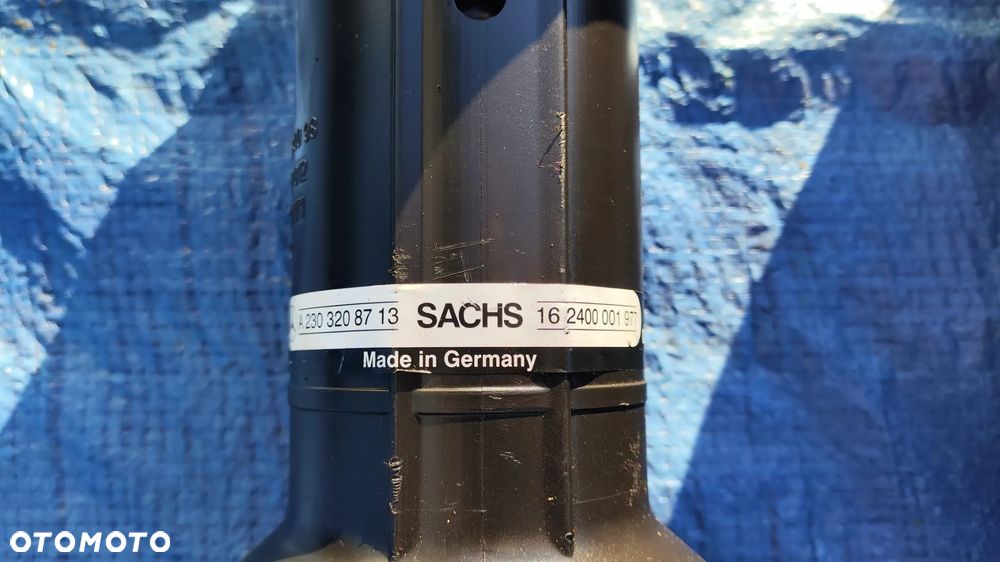 A 230 320 87 13 SACHS 16 2400 001 977
Made in Germany
OTOMOTO